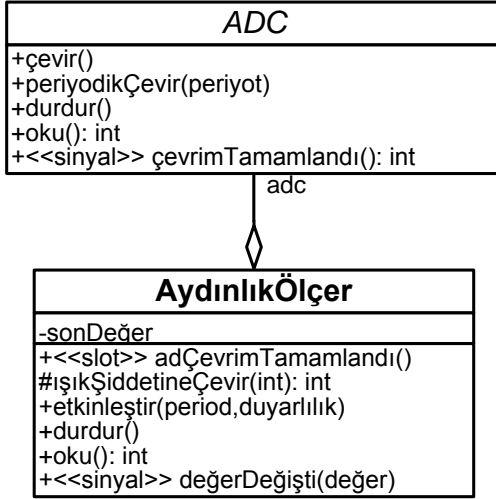 ADC
+çevir()
+periyodikÇevir(periyot)
+durdur()
+oku(): int
+<<sinyal>> çevrimTamamlandı(): int
adc
AydınlıkÖlçer
-sonDeğer
+<<slot>> adÇevrimTamamlandı()
#ışıkŞiddetineÇevir(int): int
+etkinleştir(period,duyarlılık)
+durdur()
+oku(): int
+<<sinyal>> değerDeğişti(değer)